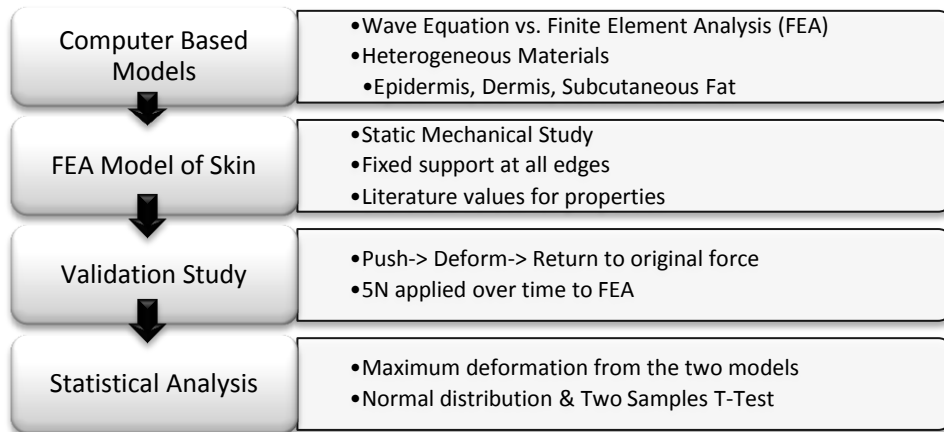 Computer Based
Models
•Wave Equation vs. Finite Element Analysis (FEA)
•Heterogeneous Materials
•Epidermis, Dermis, Subcutaneous Fat
FEA Model of Skin
•Static Mechanical Study
•Fixed support at all edges
•Literature values for properties
Validation Study
•Push-> Deform-> Return to original force
•5N applied over time to FEA
Statistical Analysis
•Maximum deformation from the two models
•Normal distribution & Two Samples T-Test